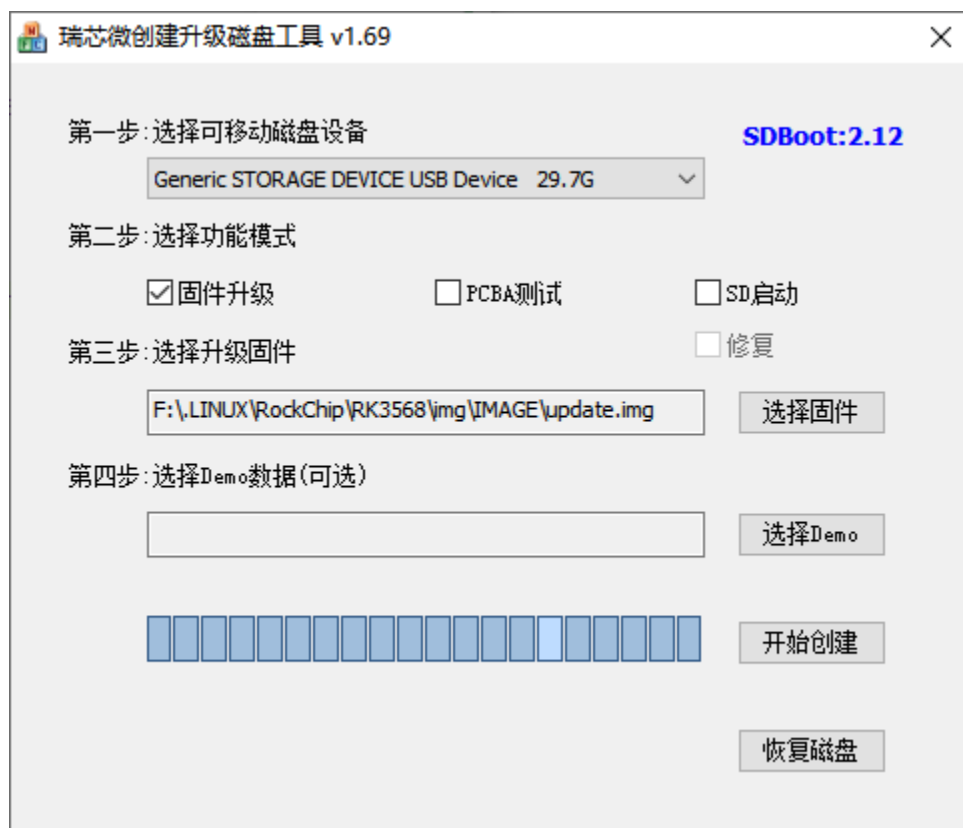 瑞芯微创建升级磁盘工具 v1.69
第一步:选择可移动磁盘设备
SDBoot:2.12
Generic STORAGE DEVICE USB Device 29.7G
第二步:选择功能模式
固件升级 PCBA测试 SD启动
修复
第三步:选择升级固件
F:\.LINUX\RockChip\RK3568\img\IMAGE\update.img 选择固件
第四步:选择Demo数据(可选)
选择Demo
开始创建
恢复磁盘